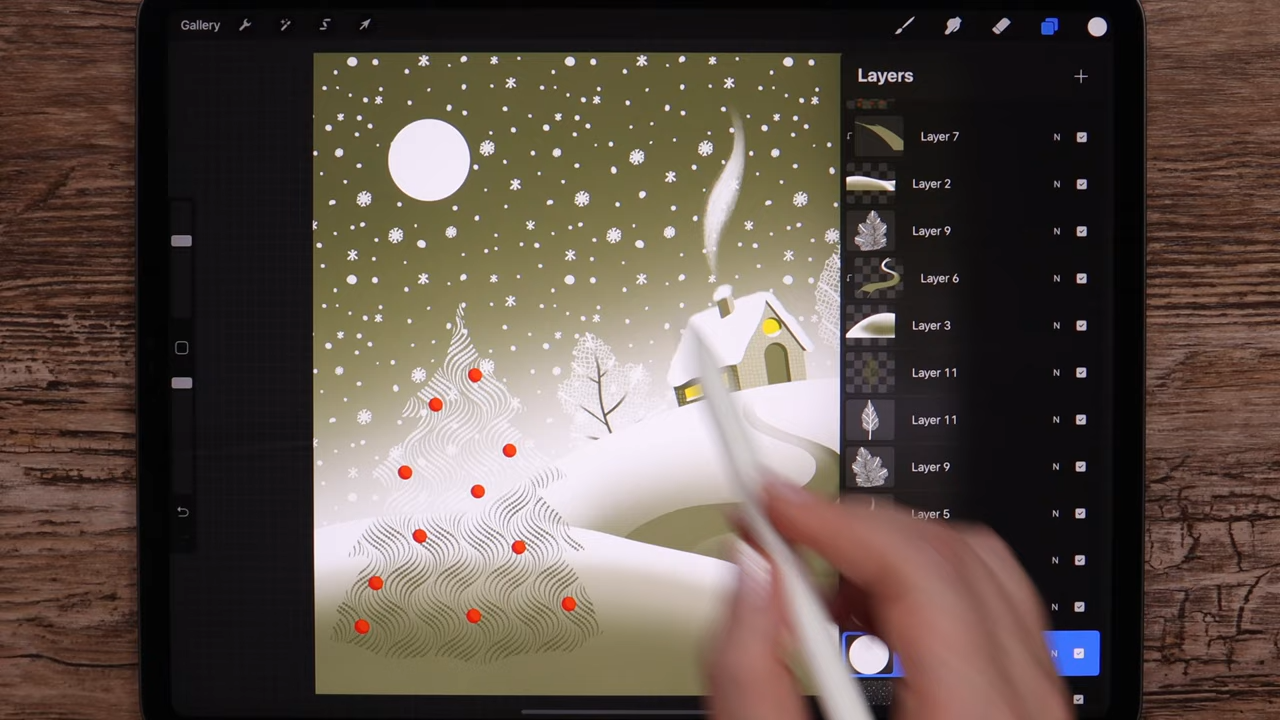 Gallery
Layers
Layer 7 N
Layer 2 N
Layer 9 N
Layer 6 N
Layer 3 N
Layer 11 N
Layer 11 N
Layer 9 N
Layer 5 N
N
N
N